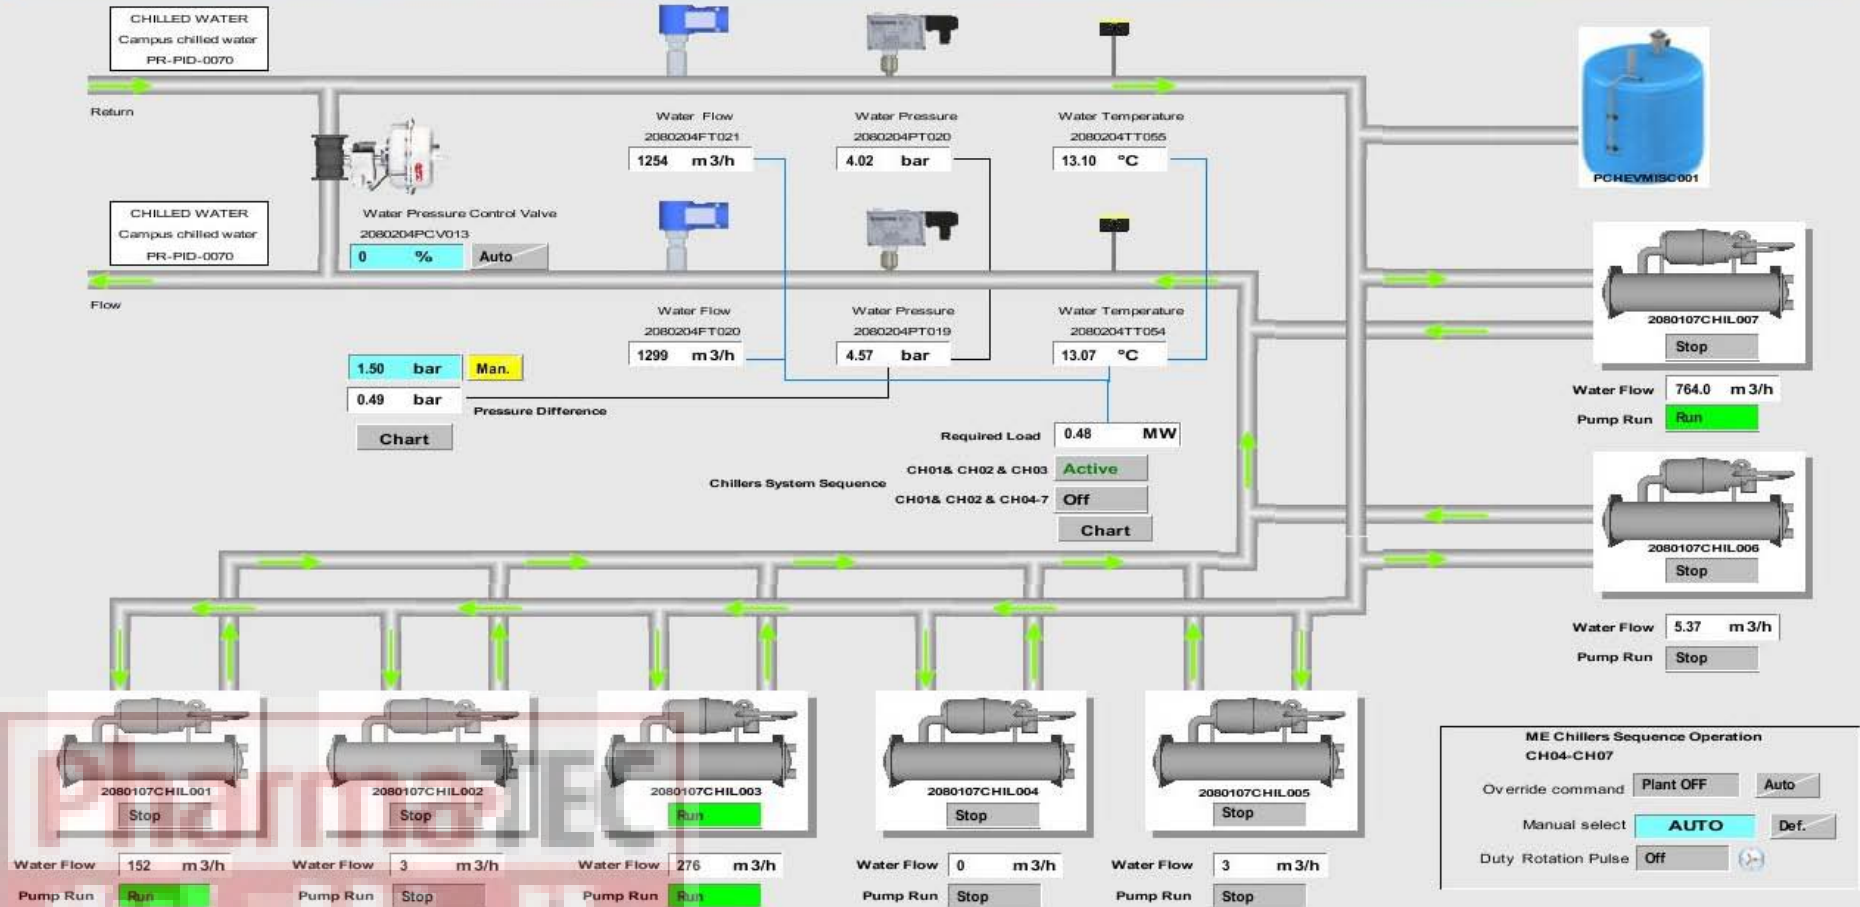 CHILLED WATER
Campus chilled water
PR-PID-0070
Return
Water Flow
2080204FT021
1254 m3/h
Water Pressure
2080204PT020
4.02 bar
Water Temperature
2080204TT055
13.10 °C
PCHEVMISC001
CHILLED WATER
Campus chilled water
PR-PID-0070
Water Pressure Control Valve
2080204PCV013
0 %
Auto
Flow
Water Flow
2080204FT020
1299 m3/h
Water Pressure
2080204PT019
4.57 bar
Water Temperature
2080204TT054
13.07 °C
2080107CHIL007
Stop
Water Flow 764.0 m3/h
Pump Run Run
1.50 bar Man.
0.49 bar
Pressure Difference
Chart
Required Load 0.48 MW
Chillers System Sequence
CH01& CH02 & CH03 Active
CH01& CH02 & CH04-7 Off
Chart
2080107CHIL006
Stop
Water Flow 5.37 m3/h
Pump Run Stop
2080107CHIL001
Stop
Water Flow 152 m3/h
Pump Run Run
2080107CHIL002
Stop
Water Flow 3 m3/h
Pump Run Stop
2080107CHIL003
Run
Water Flow 276 m3/h
Pump Run Run
2080107CHIL004
Stop
Water Flow 0 m3/h
Pump Run Stop
2080107CHIL005
Stop
Water Flow 3 m3/h
Pump Run Stop
ME Chillers Sequence Operation
CH04-CH07
Override command Plant OFF Auto
Manual select AUTO Def.
Duty Rotation Pulse Off
PharmaTEC